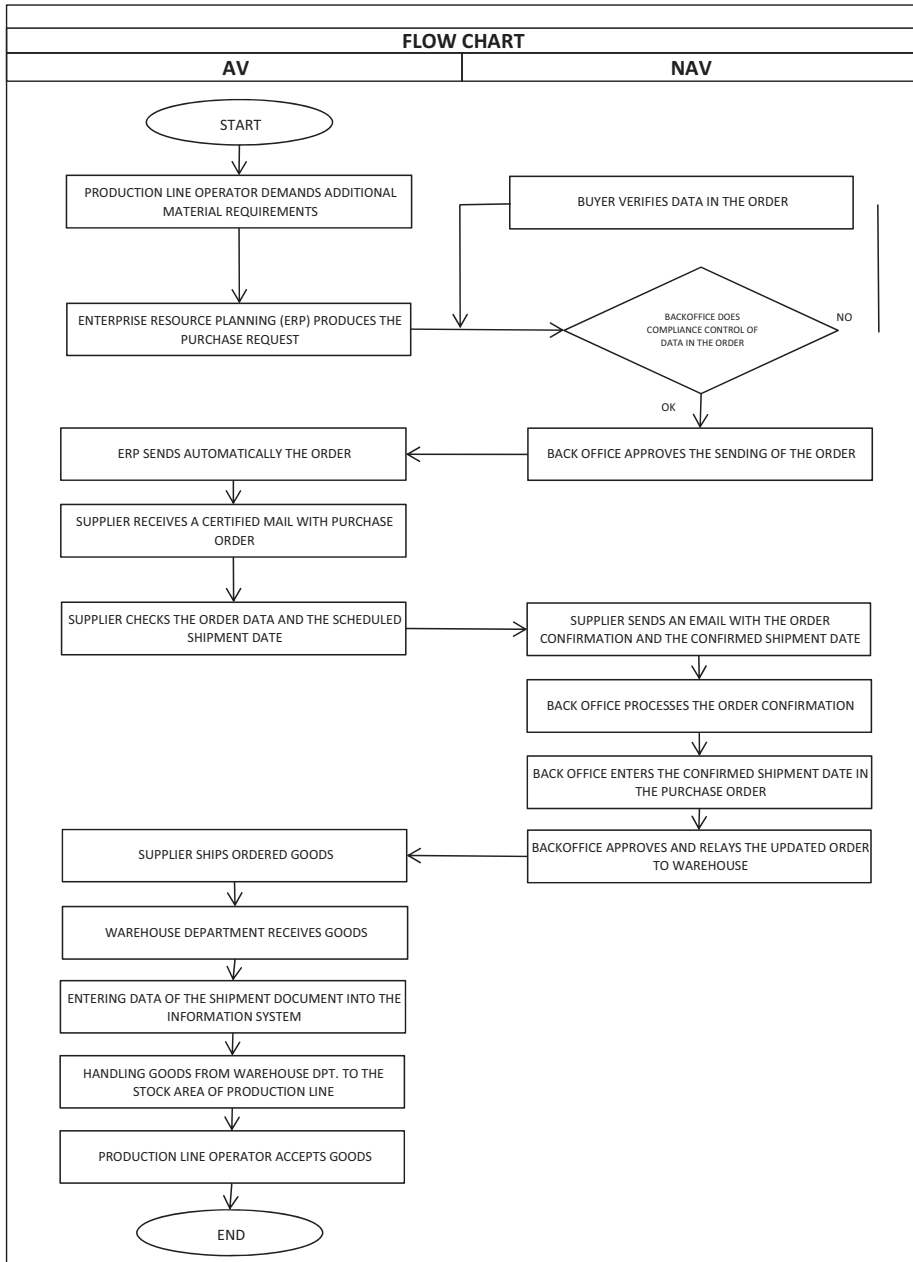 FLOW CHART
AV
NAV
START
PRODUCTION LINE OPERATOR DEMANDS ADDITIONAL
MATERIAL REQUIREMENTS
BUYER VERIFIES DATA IN THE ORDER
ENTERPRISE RESOURCE PLANNING (ERP) PRODUCES THE
PURCHASE REQUEST
BACKOFFICE DOES
COMPLIANCE CONTROL OF
DATA IN THE ORDER
NO
OK
ERP SENDS AUTOMATICALLY THE ORDER
BACK OFFICE APPROVES THE SENDING OF THE ORDER
SUPPLIER RECEIVES A CERTIFIED MAIL WITH PURCHASE
ORDER
SUPPLIER CHECKS THE ORDER DATA AND THE SCHEDULED
SHIPMENT DATE
SUPPLIER SENDS AN EMAIL WITH THE ORDER
CONFIRMATION AND THE CONFIRMED SHIPMENT DATE
BACK OFFICE PROCESSES THE ORDER CONFIRMATION
BACK OFFICE ENTERS THE CONFIRMED SHIPMENT DATE IN
THE PURCHASE ORDER
SUPPLIER SHIPS ORDERED GOODS
BACKOFFICE APPROVES AND RELAYS THE UPDATED ORDER
TO WAREHOUSE
WAREHOUSE DEPARTMENT RECEIVES GOODS
ENTERING DATA OF THE SHIPMENT DOCUMENT INTO THE
INFORMATION SYSTEM
HANDLING GOODS FROM WAREHOUSE DPT. TO THE
STOCK AREA OF PRODUCTION LINE
PRODUCTION LINE OPERATOR ACCEPTS GOODS
END